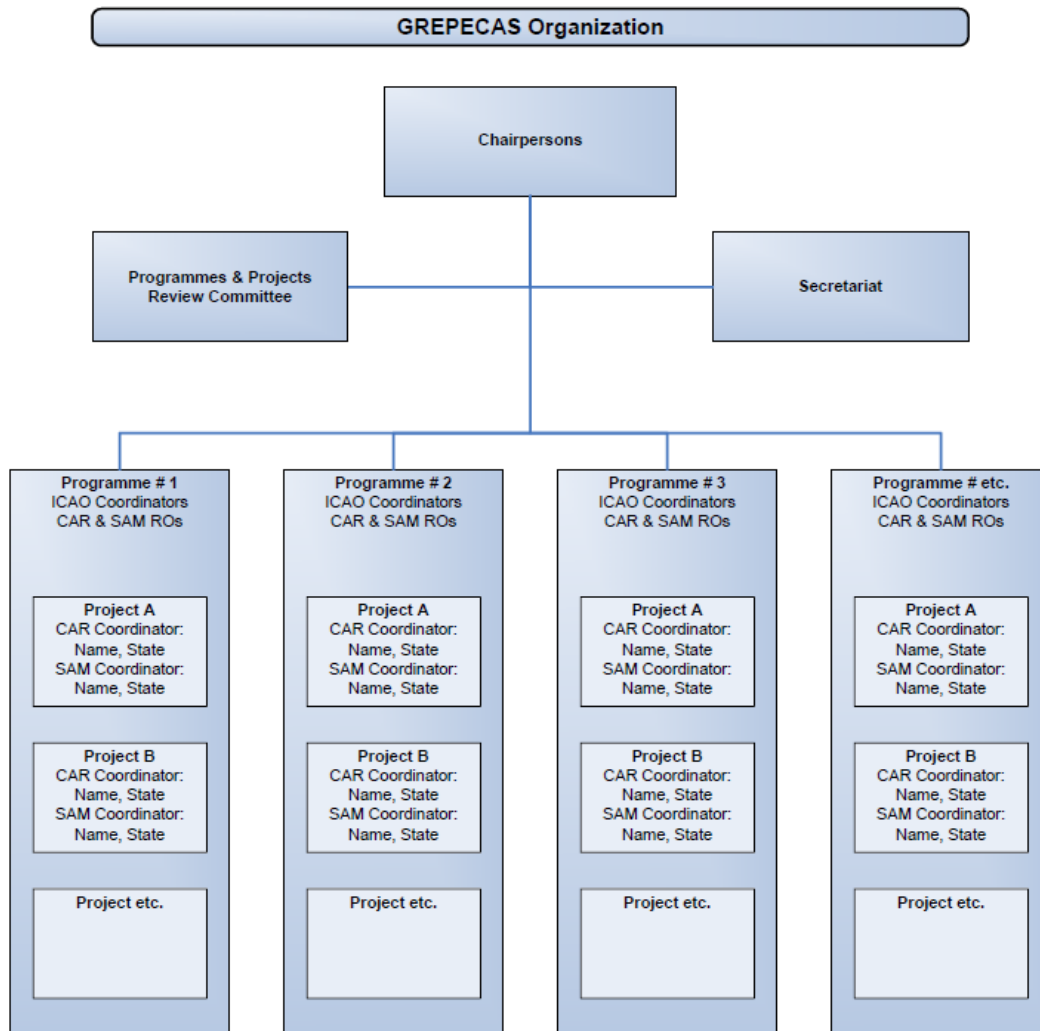 GREPECAS Organization
Chairpersons
Programmes & Projects
Review Committee
Secretariat
Programme # 1
ICAO Coordinators
CAR & SAM ROs
Project A
CAR Coordinator:
Name, State
SAM Coordinator:
Name, State
Project B
CAR Coordinator:
Name, State
SAM Coordinator:
Name, State
Project etc.
Programme # 2
ICAO Coordinators
CAR & SAM ROs
Project A
CAR Coordinator:
Name, State
SAM Coordinator:
Name, State
Project B
CAR Coordinator:
Name, State
SAM Coordinator:
Name, State
Project etc.
Programme # 3
ICAO Coordinators
CAR & SAM ROs
Project A
CAR Coordinator:
Name, State
SAM Coordinator:
Name, State
Project B
CAR Coordinator:
Name, State
SAM Coordinator:
Name, State
Project etc.
Programme # etc.
ICAO Coordinators
CAR & SAM ROs
Project A
CAR Coordinator:
Name, State
SAM Coordinator:
Name, State
Project B
CAR Coordinator:
Name, State
SAM Coordinator:
Name, State
Project etc.